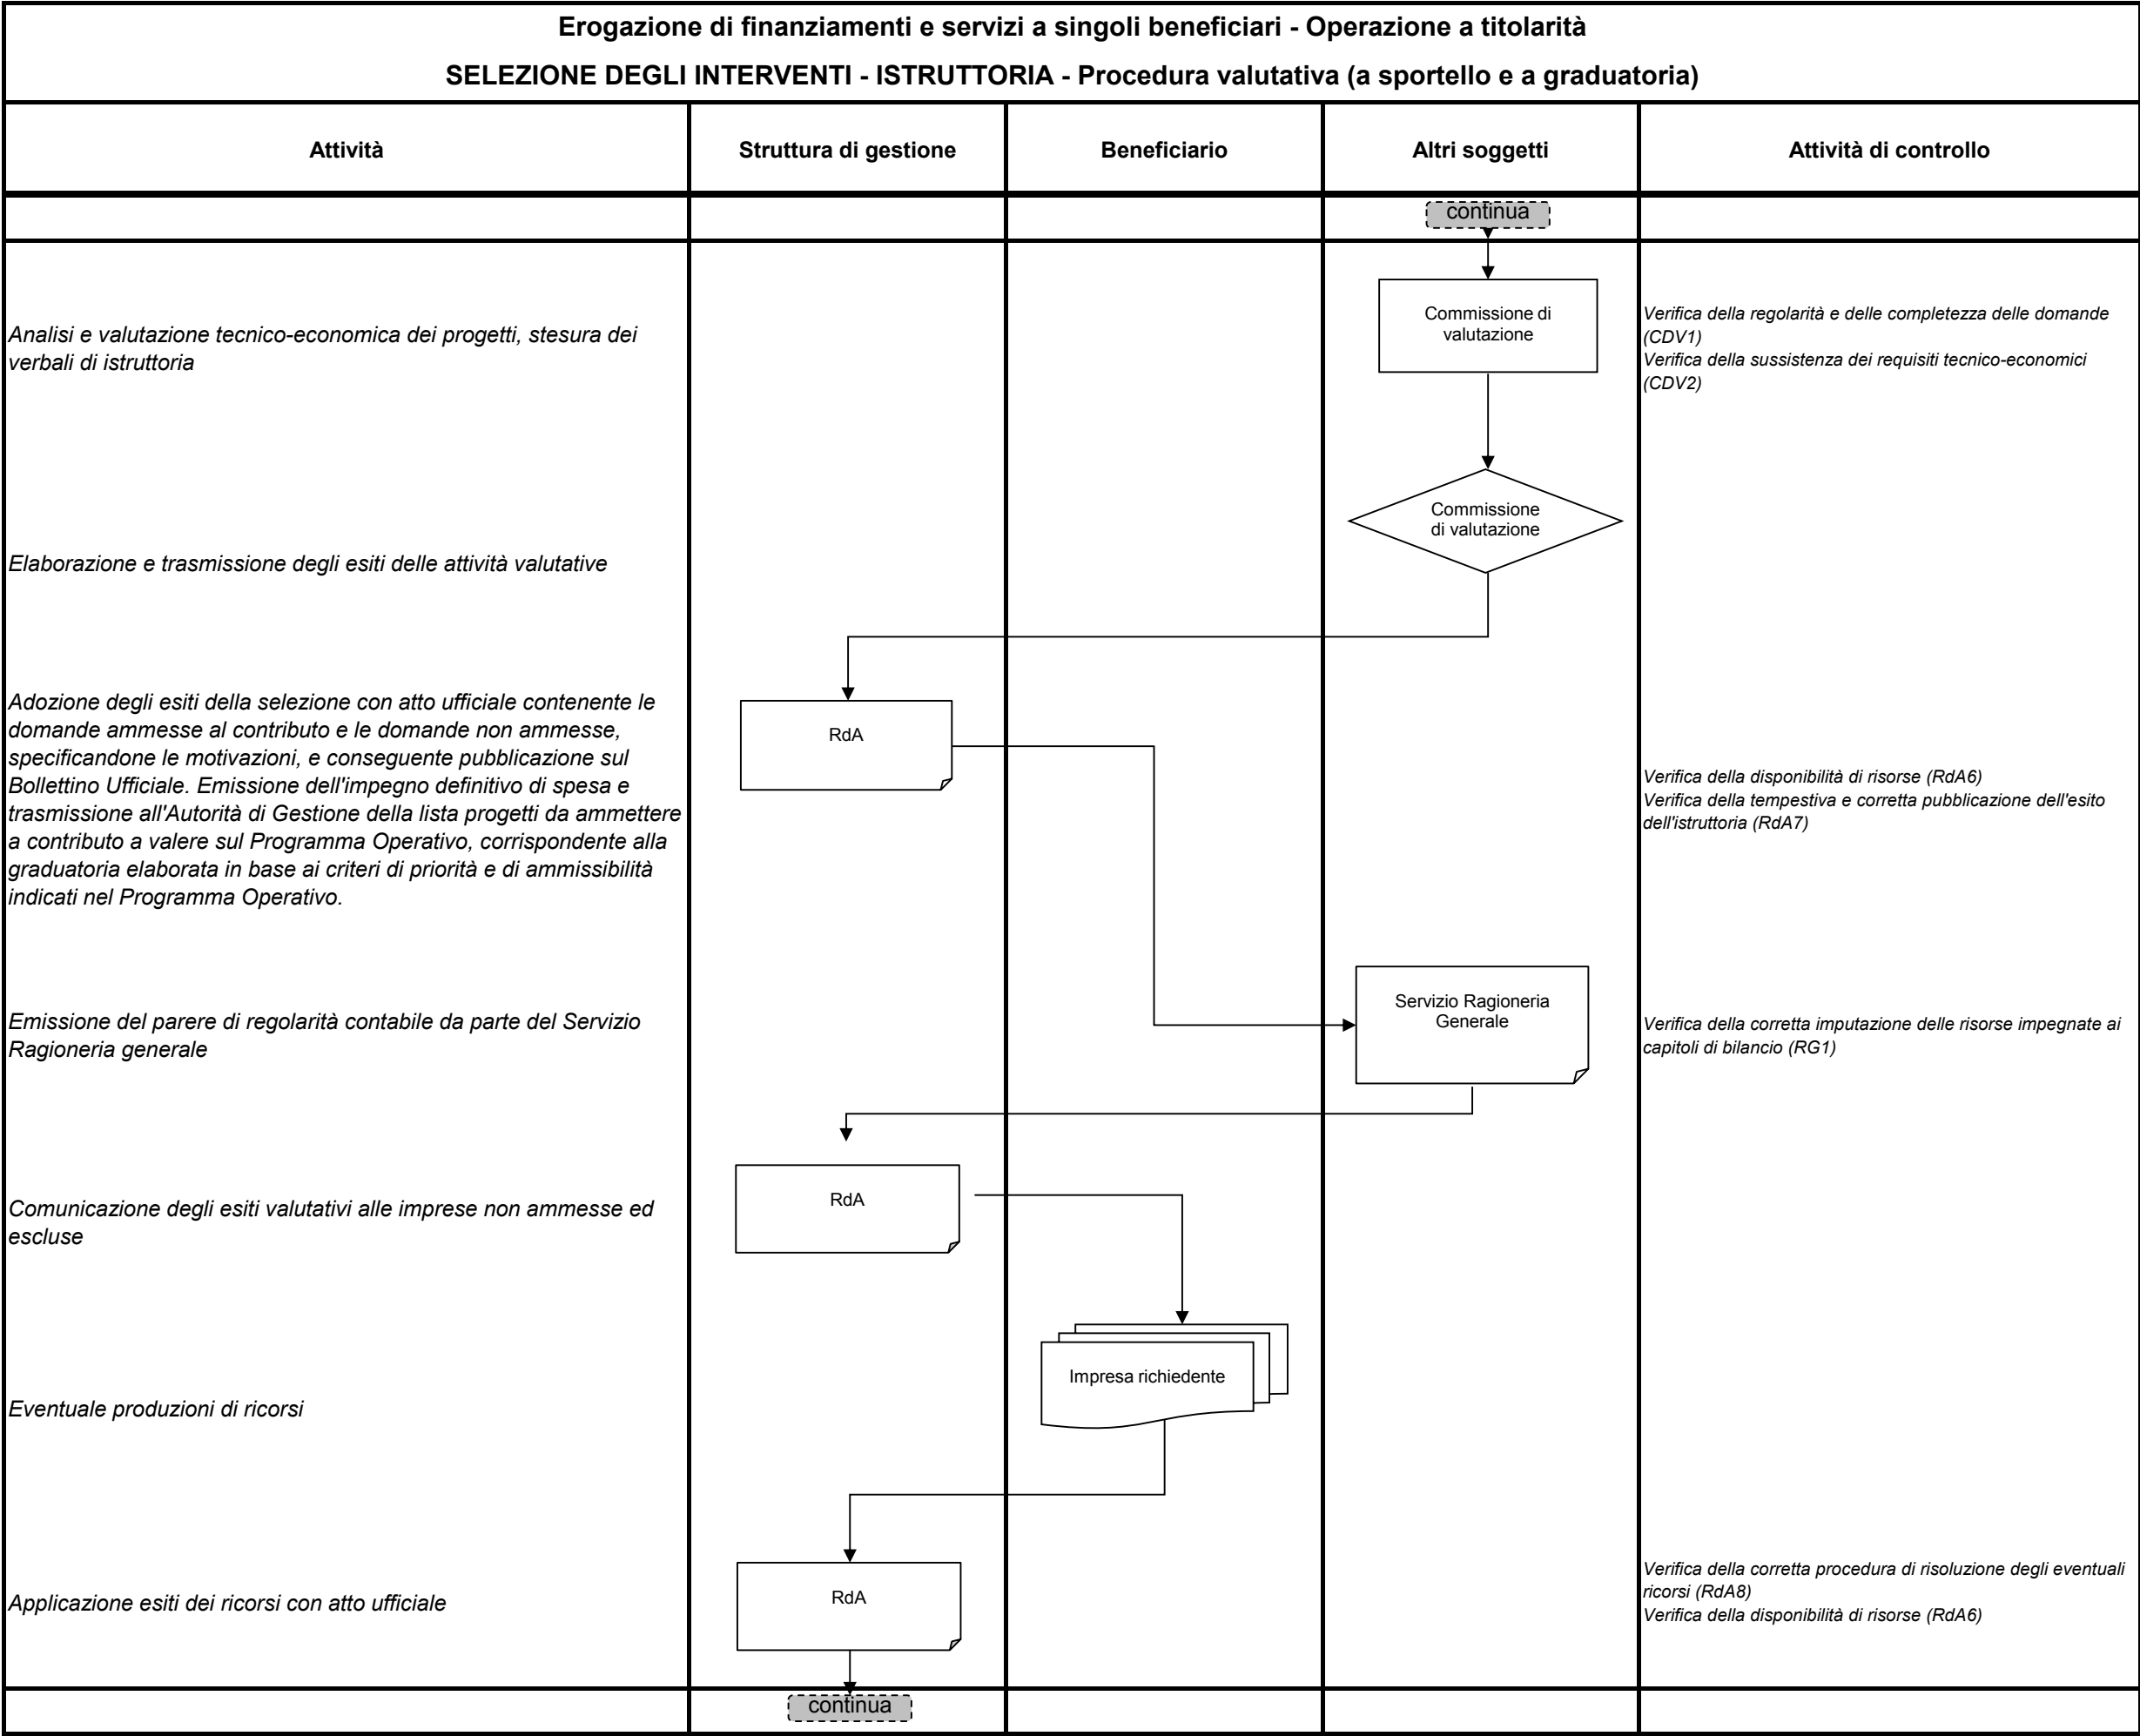 Erogazione di finanziamenti e servizi a singoli beneficiari - Operazione a titolarità
SELEZIONE DEGLI INTERVENTI - ISTRUTTORIA - Procedura valutativa (a sportello e a graduatoria)
Attività
Struttura di gestione
Beneficiario
Altri soggetti
Attività di controllo
continua
Analisi e valutazione tecnico-economica dei progetti, stesura dei
verbali di istruttoria
Commissione di
valutazione
Verifica della regolarità e delle completezza delle domande
(CDV1)
Verifica della sussistenza dei requisiti tecnico-economici
(CDV2)
Commissione
di valutazione
Elaborazione e trasmissione degli esiti delle attività valutative
Adozione degli esiti della selezione con atto ufficiale contenente le
domande ammesse al contributo e le domande non ammesse,
specificandone le motivazioni, e conseguente pubblicazione sul
Bollettino Ufficiale. Emissione dell'impegno definitivo di spesa e
trasmissione all'Autorità di Gestione della lista progetti da ammettere
a contributo a valere sul Programma Operativo, corrispondente alla
graduatoria elaborata in base ai criteri di priorità e di ammissibilità
indicati nel Programma Operativo.
RdA
Verifica della disponibilità di risorse (RdA6)
Verifica della tempestiva e corretta pubblicazione dell'esito
dell'istruttoria (RdA7)
Emissione del parere di regolarità contabile da parte del Servizio
Ragioneria generale
Servizio Ragioneria
Generale
Verifica della corretta imputazione delle risorse impegnate ai
capitoli di bilancio (RG1)
Comunicazione degli esiti valutativi alle imprese non ammesse ed
escluse
RdA
Impresa richiedente
Eventuale produzioni di ricorsi
Applicazione esiti dei ricorsi con atto ufficiale
RdA
Verifica della corretta procedura di risoluzione degli eventuali
ricorsi (RdA8)
Verifica della disponibilità di risorse (RdA6)
continua